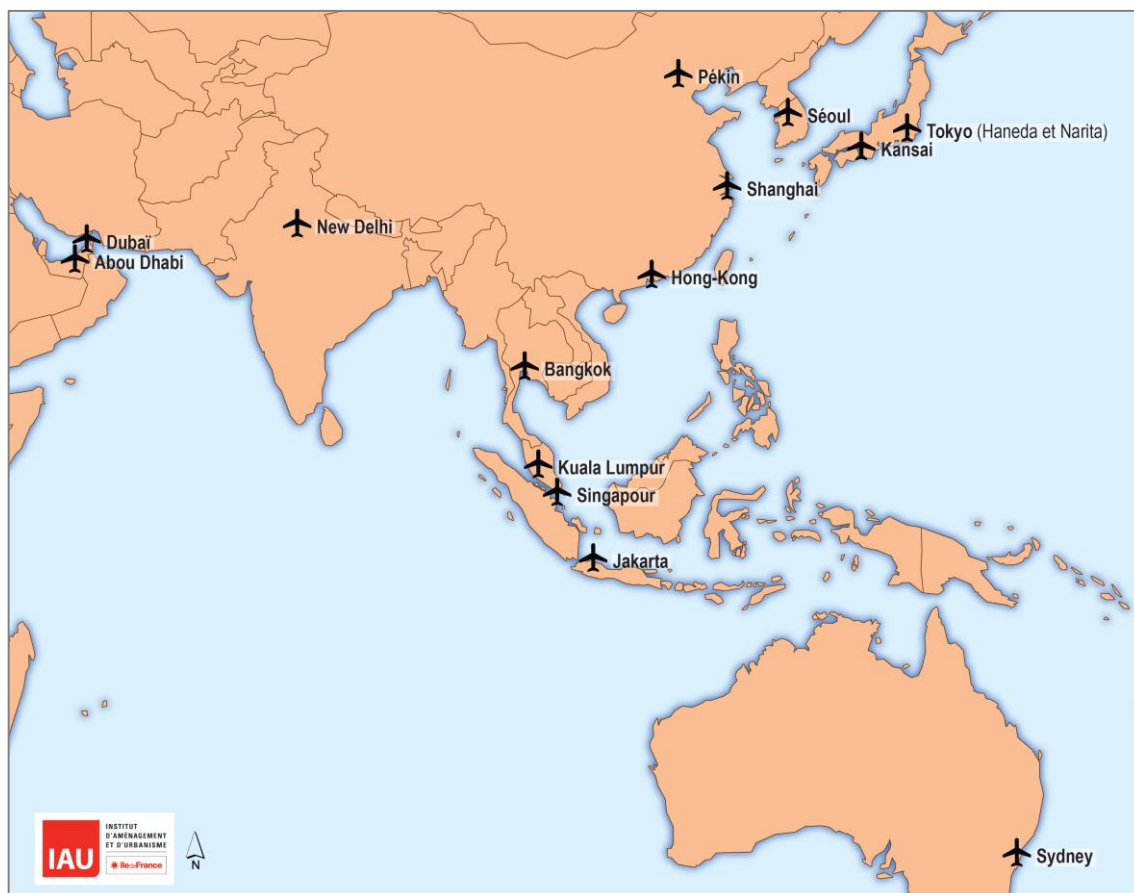 Pékin
Séoul
Tokyo (Haneda et Narita)
Kansai
Shanghai
New Delhi
Dubaï
Abou Dhabi
Hong-Kong
Bangkok
Kuala Lumpur
Singapour
Jakarta
Sydney
IAU
INSTITUT
D'AMÉNAGEMENT
ET D'URBANISME
îledeFrance
N